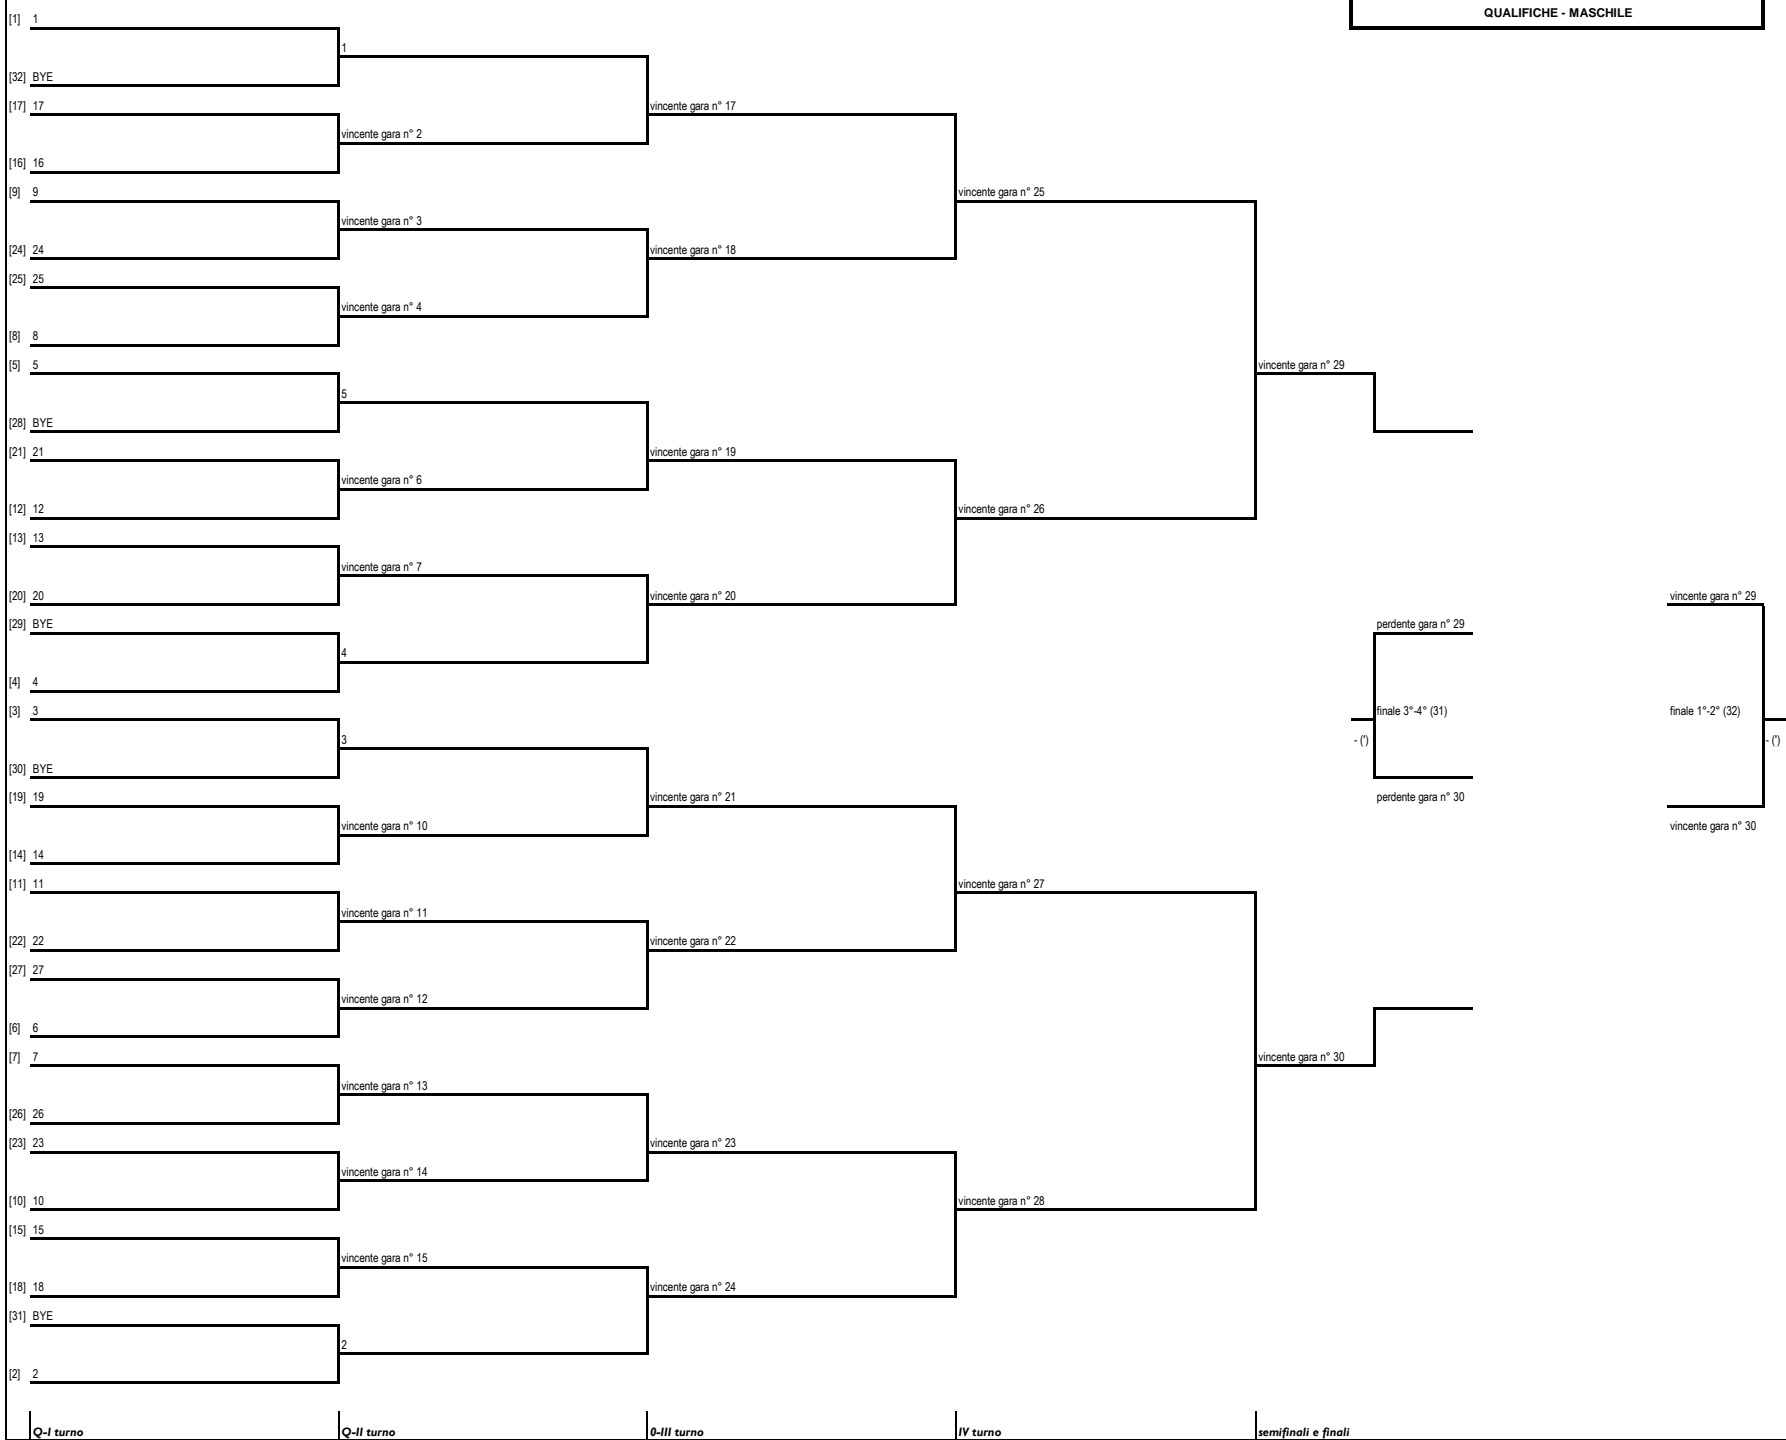 QUALIFICHE - MASCHILE
[1] 1
1
[32] BYE
[17] 17
vincente gara n° 17
vincente gara n° 2
[16] 16
[9] 9
vincente gara n° 25
vincente gara n° 3
[24] 24
vincente gara n° 18
[25] 25
vincente gara n° 4
[8] 8
[5] 5
vincente gara n° 29
5
[28] BYE
[21] 21
vincente gara n° 19
vincente gara n° 6
[12] 12
vincente gara n° 26
[13] 13
vincente gara n° 7
[20] 20
vincente gara n° 20
vincente gara n° 29
[29] BYE
perdente gara n° 29
4
[4] 4
[3] 3
finale 3°-4° (31)
finale 1°-2° (32)
3
- (')
- (')
[30] BYE
[19] 19
vincente gara n° 21
perdente gara n° 30
vincente gara n° 10
vincente gara n° 30
[14] 14
[11] 11
vincente gara n° 27
vincente gara n° 11
[22] 22
vincente gara n° 22
[27] 27
vincente gara n° 12
[6] 6
[7] 7
vincente gara n° 30
vincente gara n° 13
[26] 26
[23] 23
vincente gara n° 23
vincente gara n° 14
[10] 10
vincente gara n° 28
[15] 15
vincente gara n° 15
[18] 18
vincente gara n° 24
[31] BYE
2
[2] 2
Q-I turno
Q-II turno
0-III turno
IV turno
semifinali e finali